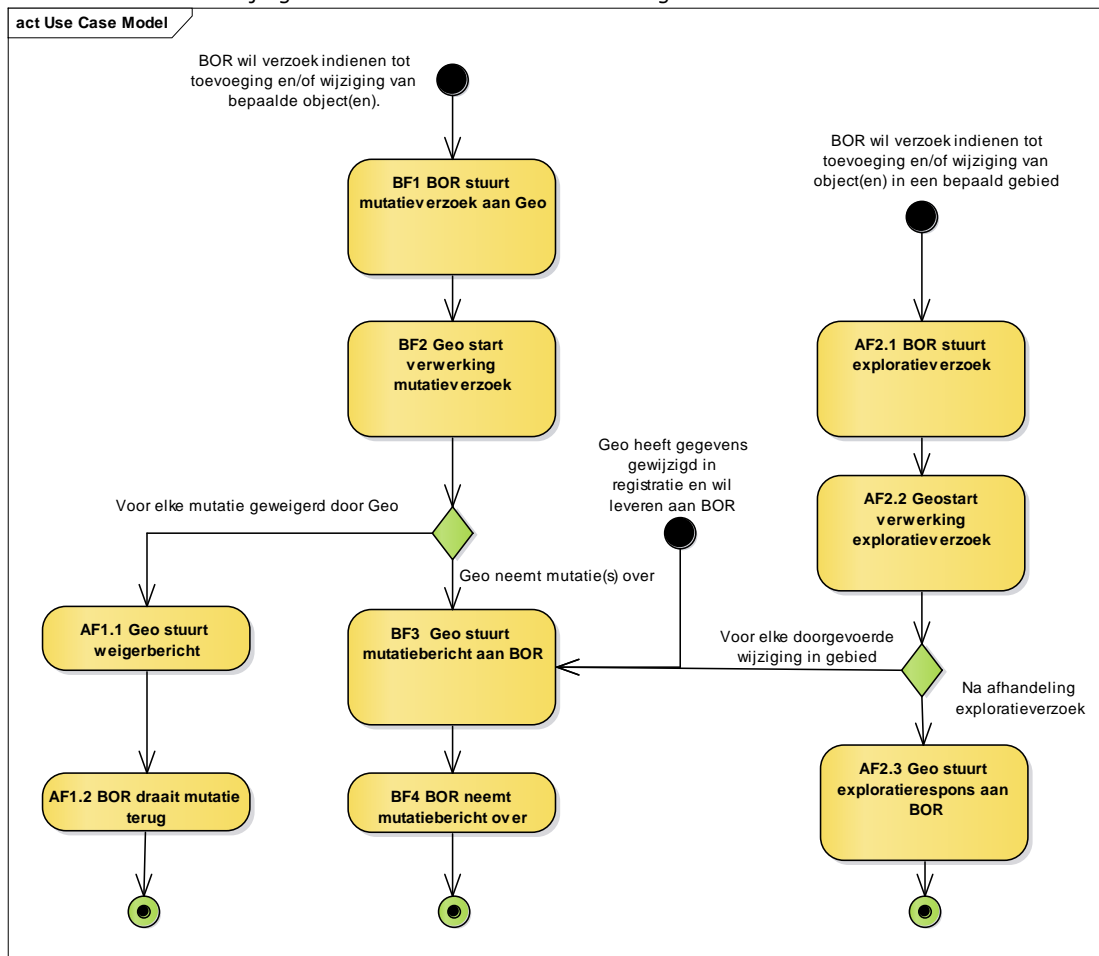 act Use Case Model
BOR wil verzoek indienen tot
toevoeging en/of wijziging van
bepaalde object(en).
BF1 BOR stuurt
mutatieverzoek aan Geo
BF2 Geo start
verwerking
mutatieverzoek
Voor elke mutatie geweigerd door Geo
Geo neemt mutatie(s) over
AF1.1 Geo stuurt
weigerbericht
BF3 Geo stuurt
mutatiebericht aan BOR
AF1.2 BOR draait mutatie
terug
BF4 BOR neemt
mutatiebericht over
Geo heeft gegevens
gewijzigd in
registratie en wil
leveren aan BOR
BOR wil verzoek indienen tot
toevoeging en/of wijziging van
object(en) in een bepaald gebied
AF2.1 BOR stuurt
exploratieverzoek
AF2.2 Geostart
verwerking
exploratieverzoek
Voor elke doorgevoerde
wijziging in gebied
Na afhandeling
exploratieverzoek
AF2.3 Geo stuurt
exploratierespons aan
BOR